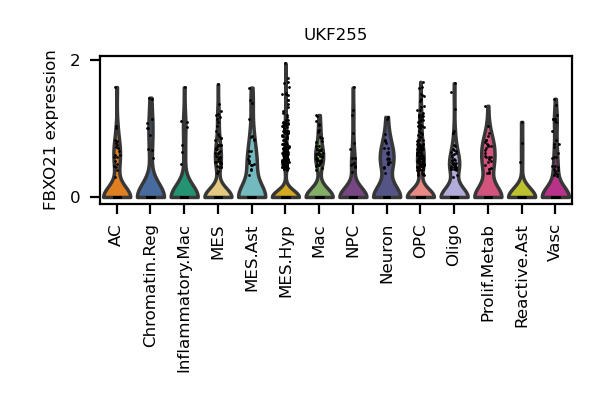 UKF255
FBXO21 expression
2
0
AC
Chromatin.Reg
Inflammatory.Mac
MES
MES.Ast
MES.Hyp
Mac
NPC
Neuron
OPC
Oligo
Prolif.Metab
Reactive.Ast
Vasc